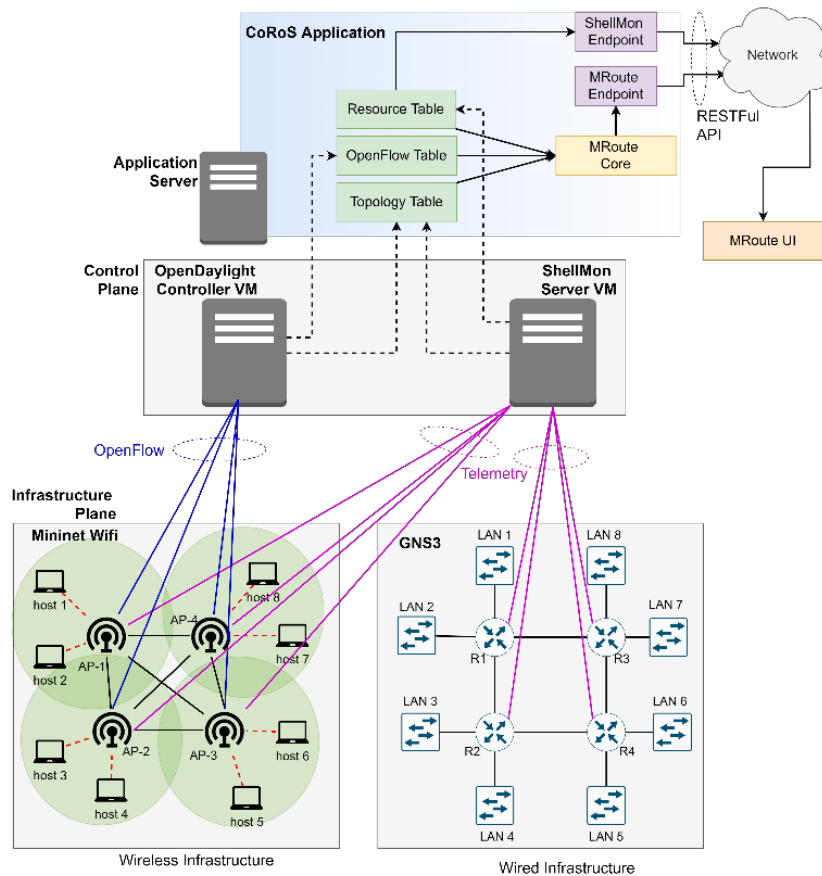 CoRoS Application
ShellMon
Endpoint
Network
MRoute
Endpoint
RESTFul
API
Resource Table
OpenFlow Table
MRoute
Core
Topology Table
Application
Server
MRoute UI
Control
Plane
OpenDaylight
Controller VM
ShellMon
Server VM
OpenFlow
Telemetry
Infrastructure
Plane
Mininet Wifi
host 1
host 2
AP-1
AP-4
host 8
host 7
host 3
AP-2
host 4
AP-3
host 6
host 5
Wireless Infrastructure
GNS3
LAN 1
LAN 8
LAN 2
LAN 7
R1
R3
LAN 3
LAN 6
R2
R4
LAN 4
LAN 5
Wired Infrastructure